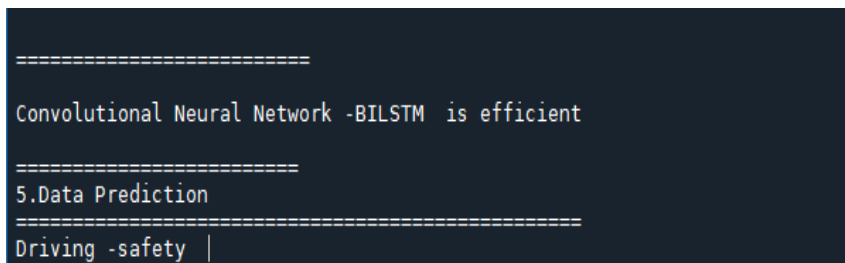 ==========================
Convolutional Neural Network -BILSTM  is efficient
=========================
5.Data Prediction
==================================================
Driving -safety  |